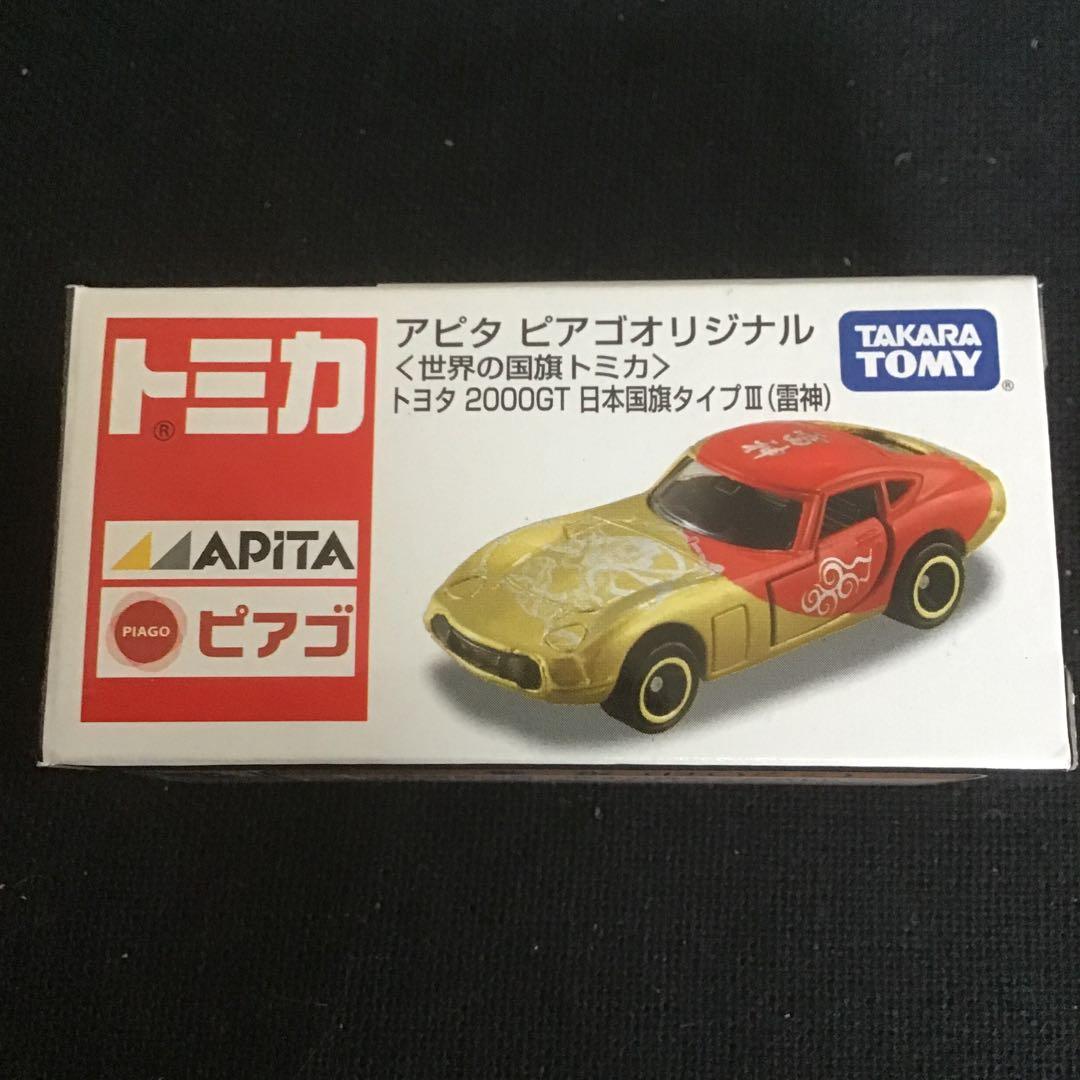 トミカ®
APiTA
PIAGO ピアゴ
アピタ ピアゴオリジナル
<世界の国旗トミカ>
トヨタ 2000GT 日本国旗タイプⅢ(雷神)
TAKARA
TOMY®
雷神